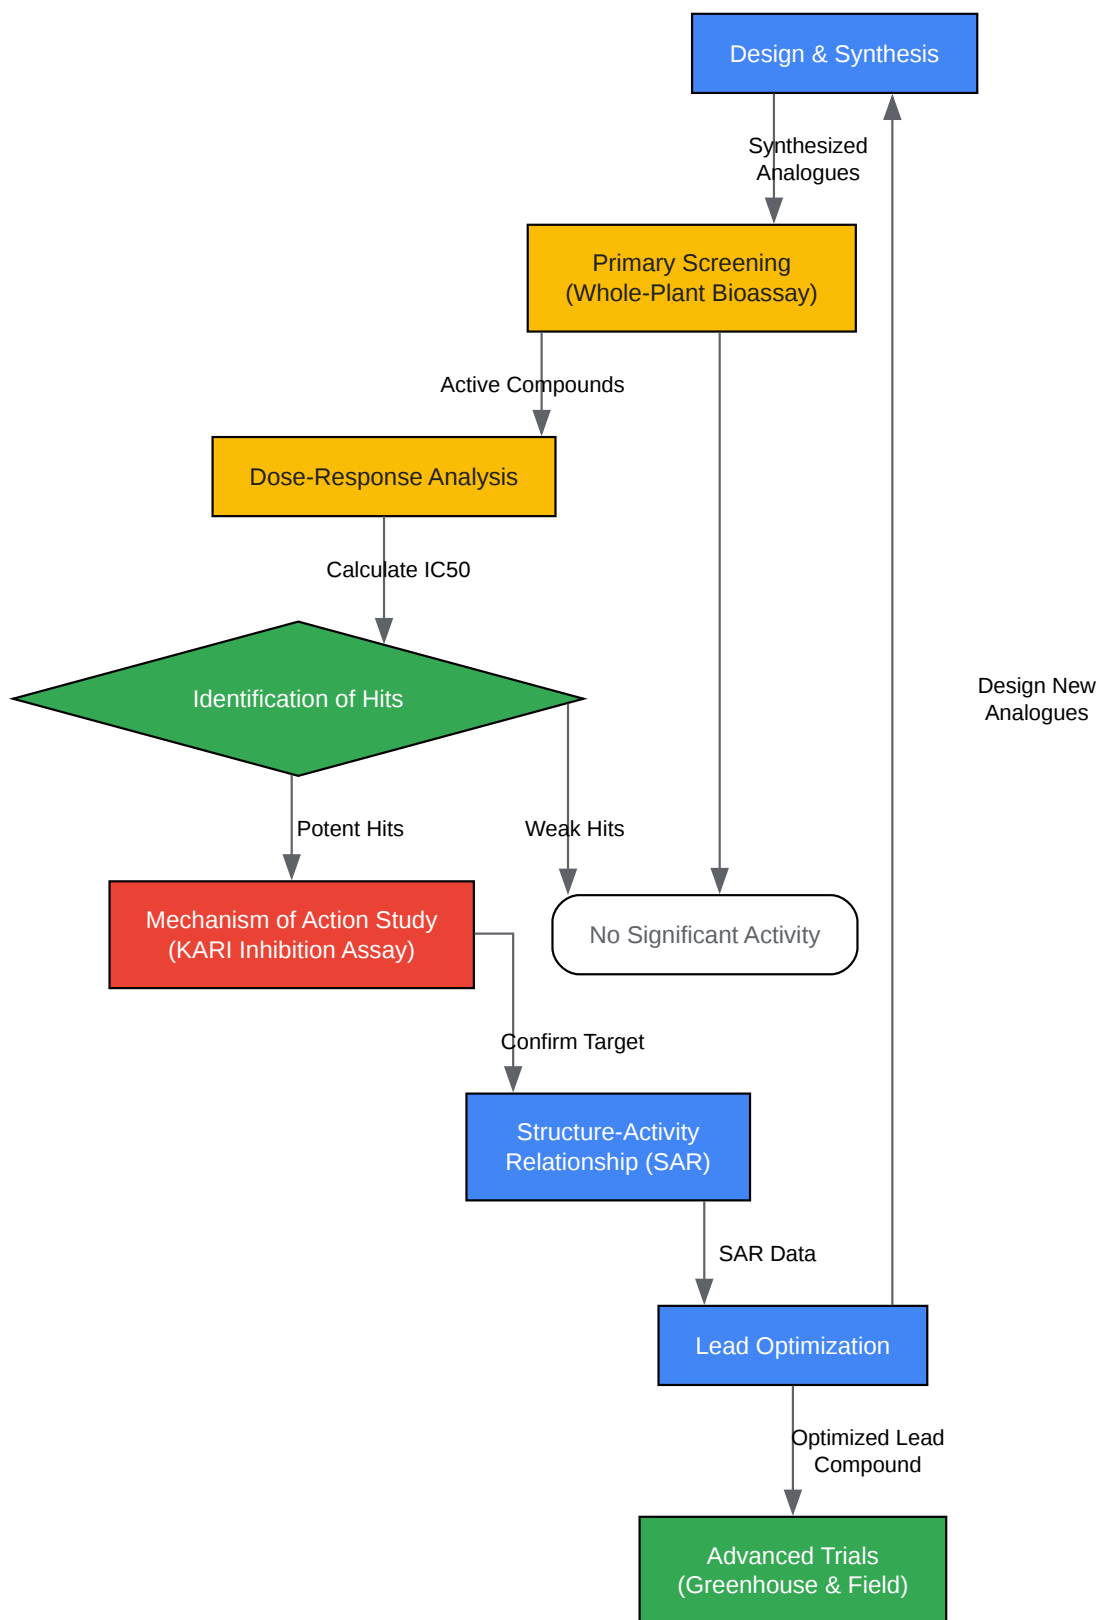 Design & Synthesis
Synthesized
Analogues
Primary Screening
(Whole-Plant Bioassay)
Active Compounds
Dose-Response Analysis
Calculate IC50
Identification of Hits
Design New
Analogues
Potent Hits
Weak Hits
Mechanism of Action Study
(KARI Inhibition Assay)
No Significant Activity
Confirm Target
Structure-Activity
Relationship (SAR)
SAR Data
Lead Optimization
Optimized Lead
Compound
Advanced Trials
(Greenhouse & Field)